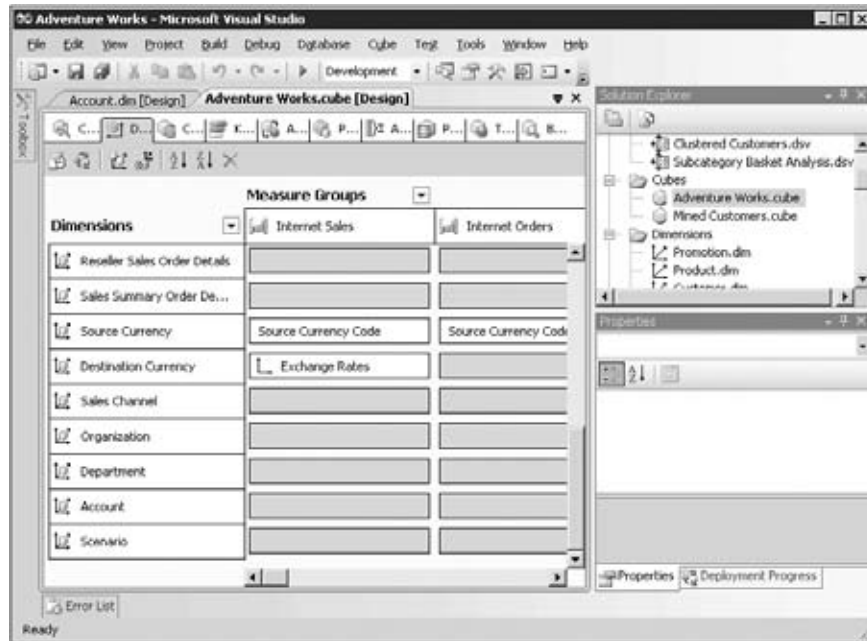 Adventure Works - Microsoft Visual Studio
File Edit View Project Build Debug Database Cube Test Tools Window Help
Development
Toolbox
Account.dim [Design] Adventure Works.cube [Design]
C... D... C... K... A... P... A... P... T... B...
Measure Groups
Dimensions
Internet Sales
Internet Orders
Reseller Sales Order Details
Sales Summary Order De...
Source Currency
Source Currency Code
Source Currency Code
Destination Currency
Exchange Rates
Sales Channel
Organization
Department
Account
Scenario
Solution Explorer
Clustered Customers.dsv
Subcategory Basket Analysis.dsv
Cubes
Adventure Works.cube
Mined Customers.cube
Dimensions
Promotion.dim
Product.dim
Customer.dim
Properties
Properties
Deployment Progress
Error List
Ready